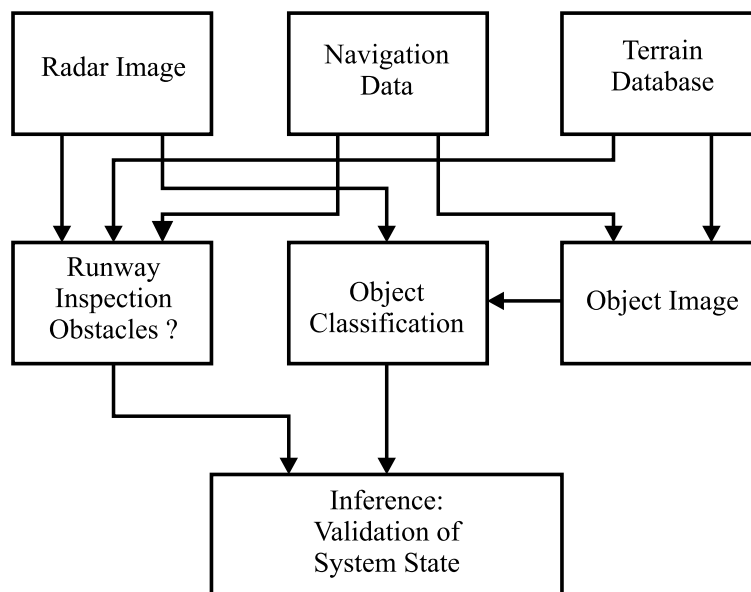 Radar Image
Navigation
Data
Terrain
Database
Runway
Inspection
Obstacles ?
Object
Classification
Object Image
Inference:
Validation of
System State